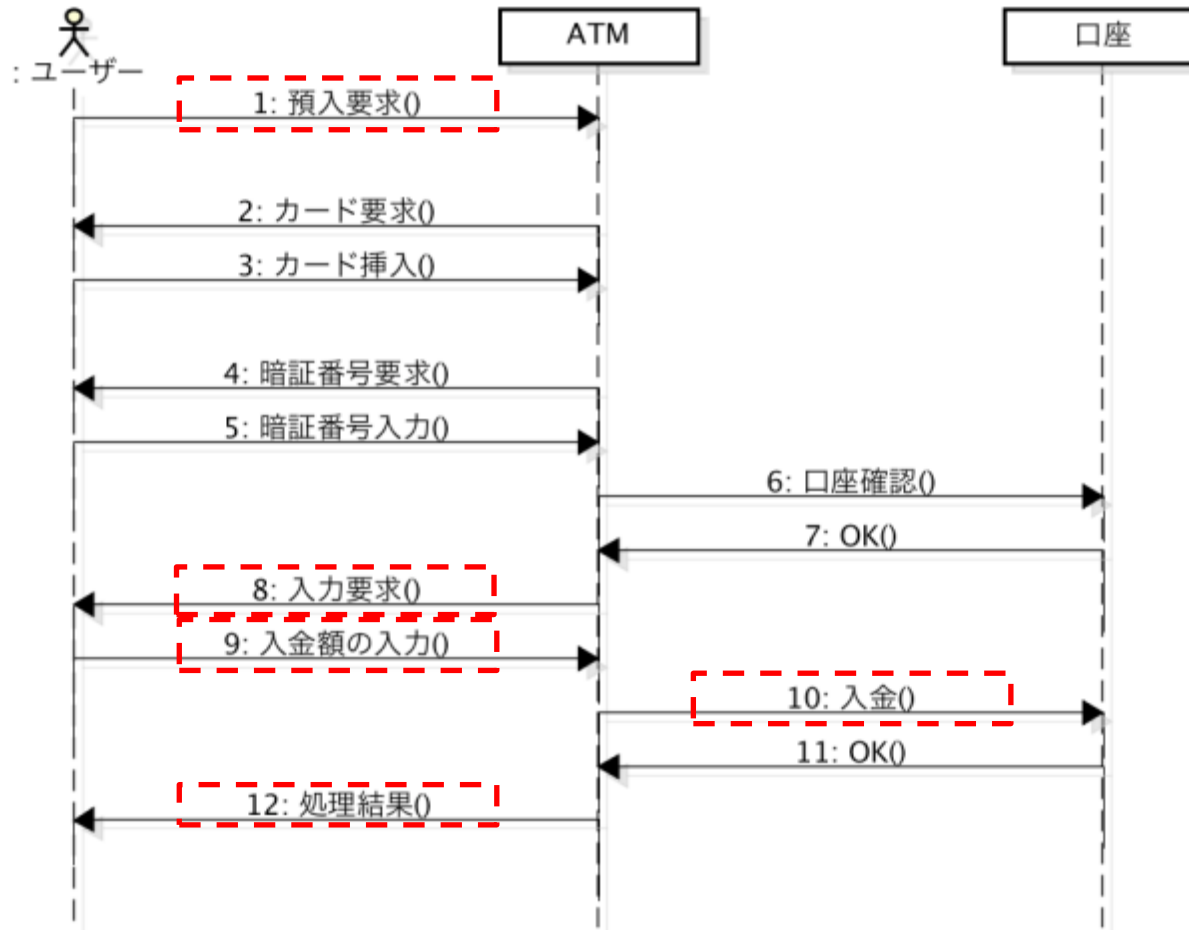 ATM
口座
: ユーザー
1: 預入要求()
2: カード要求()
3: カード挿入()
4: 暗証番号要求()
5: 暗証番号入力()
6: 口座確認()
7: OK()
8: 入力要求()
9: 入金額の入力()
10: 入金()
11: OK()
12: 処理結果()